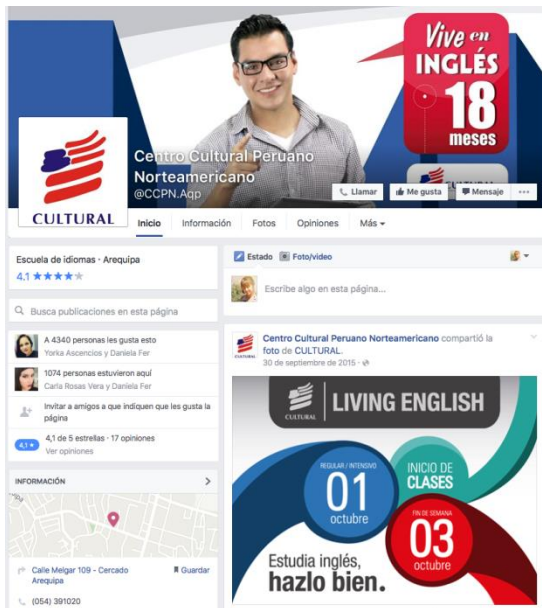 Vive en
INGLÉS
18
meses
Centro Cultural Peruano
Norteamericano
@CCPN.Aqp
CULTURAL
Llamar
Me gusta
Mensaje
Inicio
Información
Fotos
Opiniones
Más
Escuela de idiomas · Arequipa
4.1
Busca publicaciones en esta página
A 4340 personas les gusta esto
Yorka Ascencios y Daniela Fer
1074 personas estuvieron aquí
Carla Rosas Vera y Daniela Fer
Invitar a amigos a que indiquen que les gusta la
página
4,1
4,1 de 5 estrellas · 17 opiniones
Ver opiniones
INFORMACIÓN
Calle Melgar 109 - Cercado
Arequipa
Guardar
(054) 391020
Estado
Foto/video
Escribe algo en esta página...
Centro Cultural Peruano Norteamericano compartió la
foto de CULTURAL.
30 de septiembre de 2015
CULTURAL
LIVING ENGLISH
REGULAR / INTENSIVO
01
octubre
INICIO DE
CLASES
FIN DE SEMANA
03
octubre
Estudia inglés,
hazlo bien.